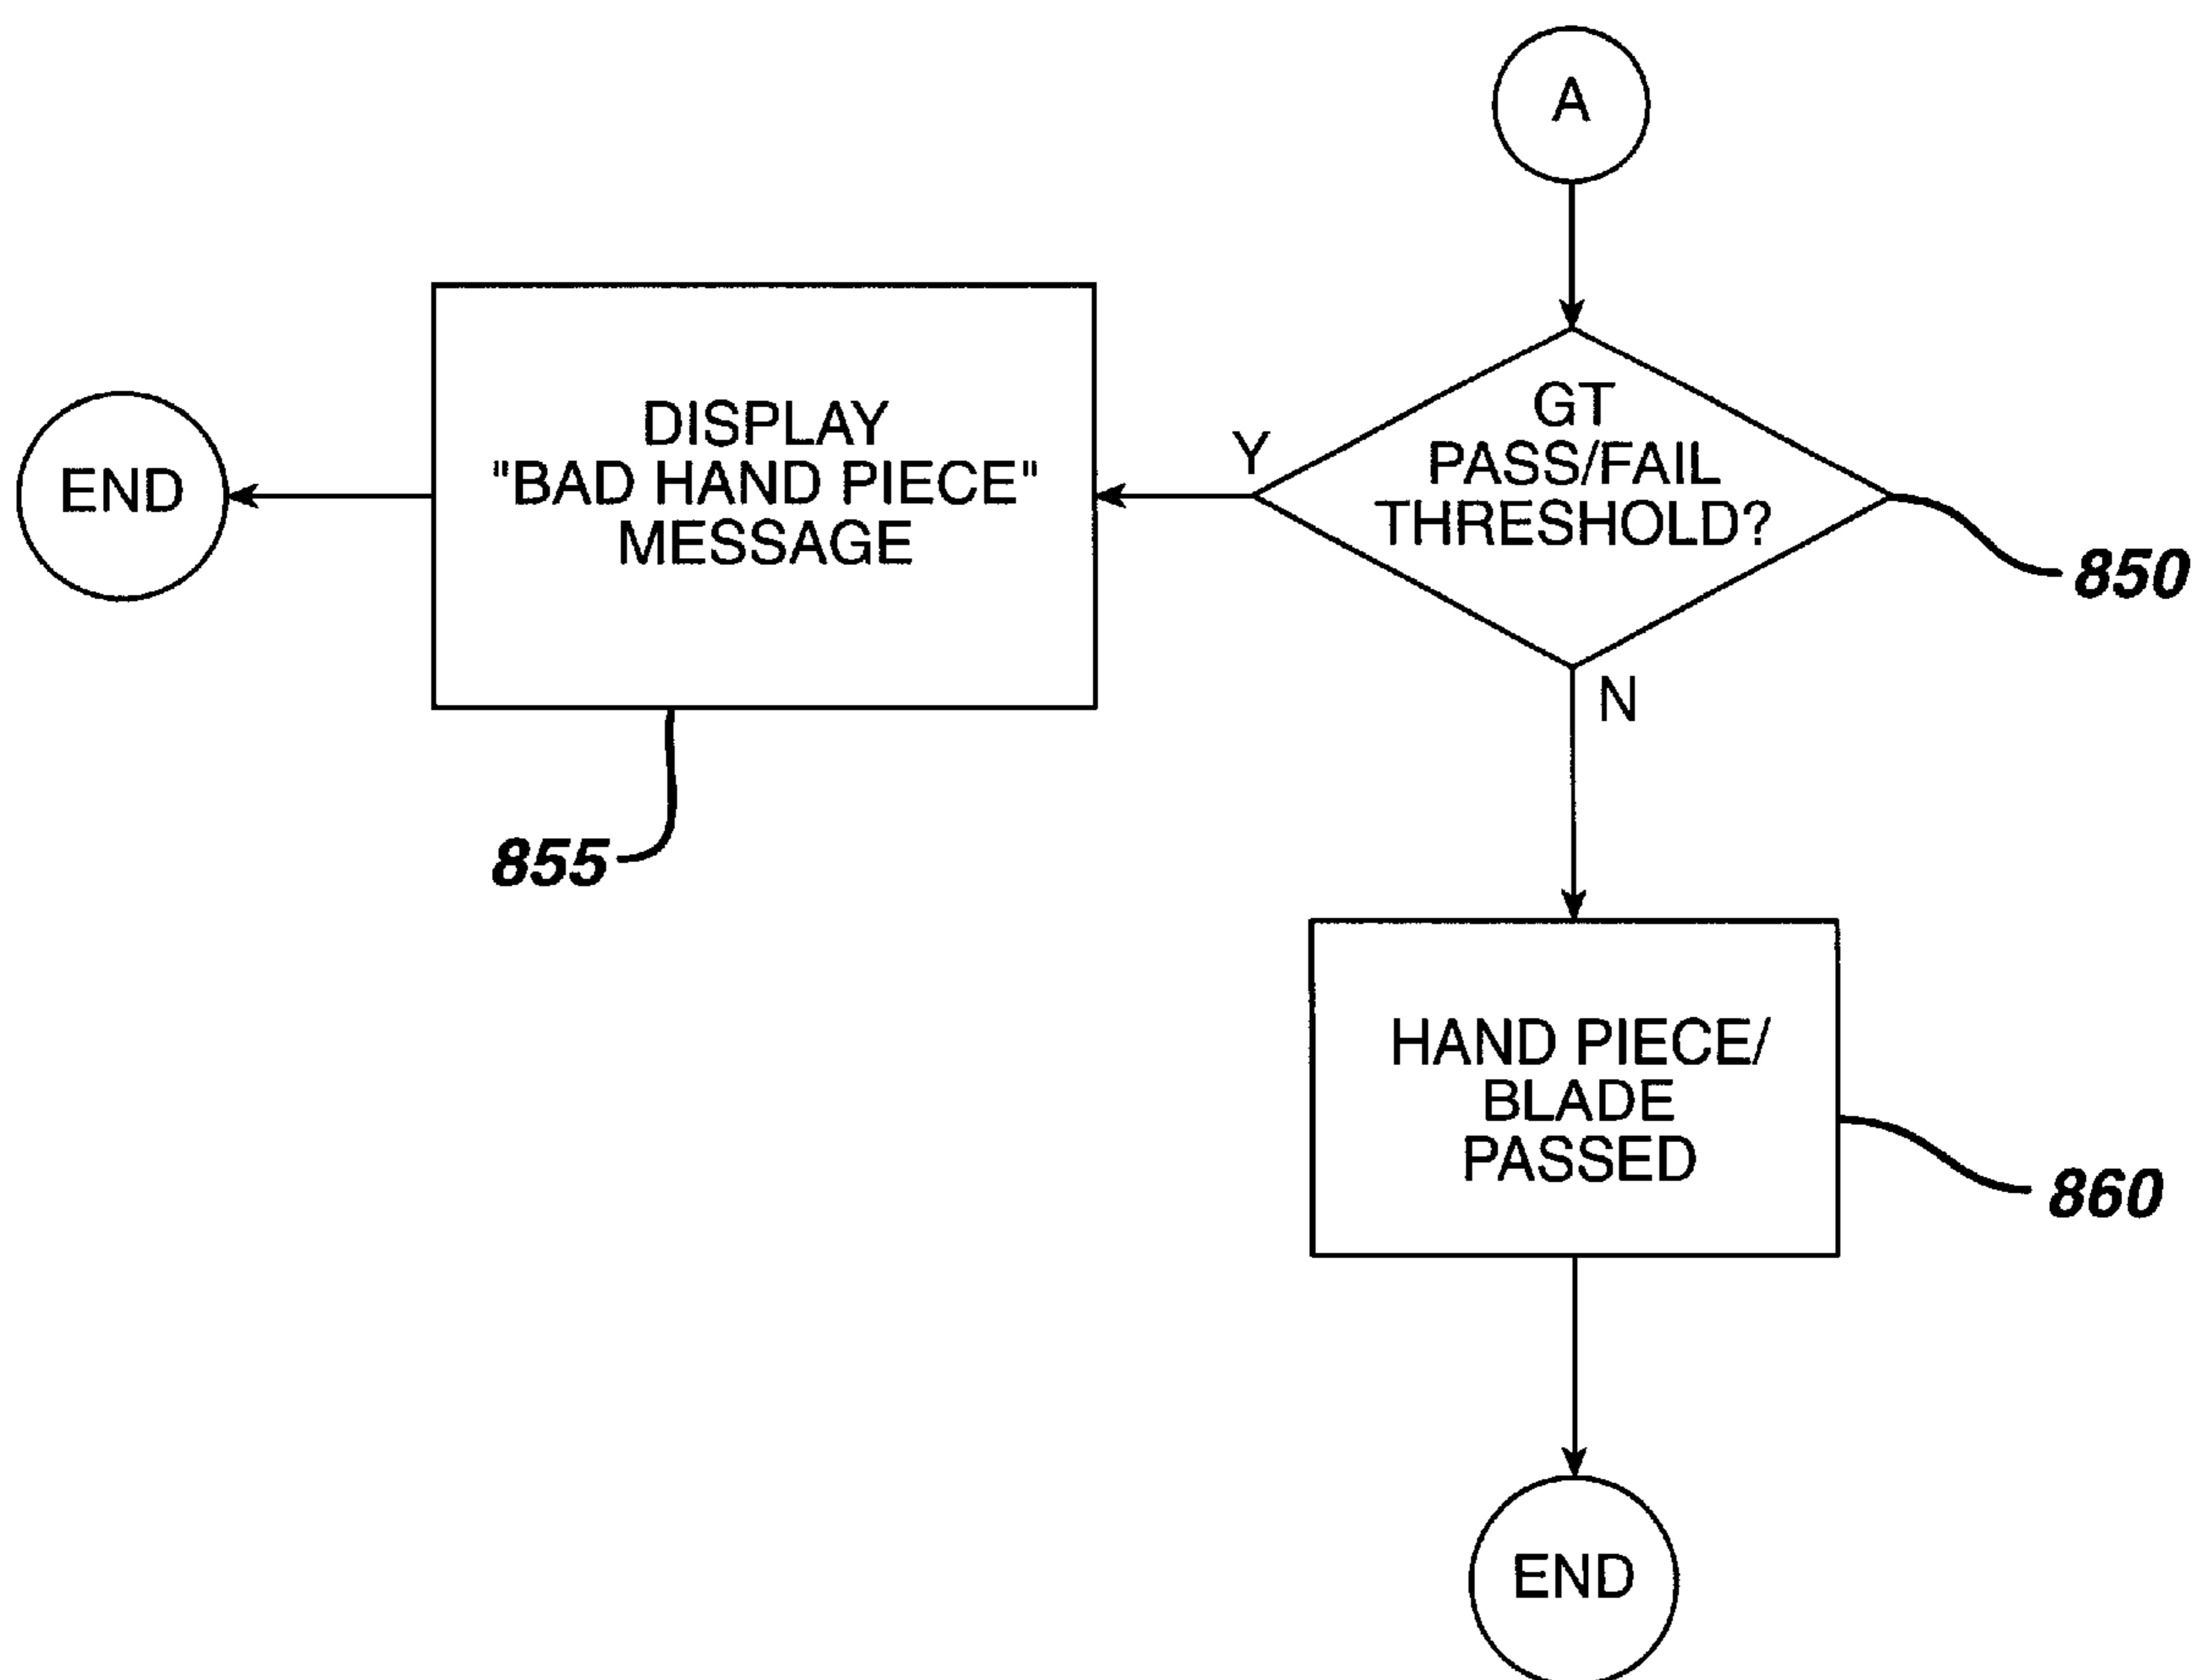 A
GT
PASS/FAIL
THRESHOLD?
850
Y
N
DISPLAY
"BAD HAND PIECE"
MESSAGE
855
END
HAND PIECE/
BLADE
PASSED
860
END